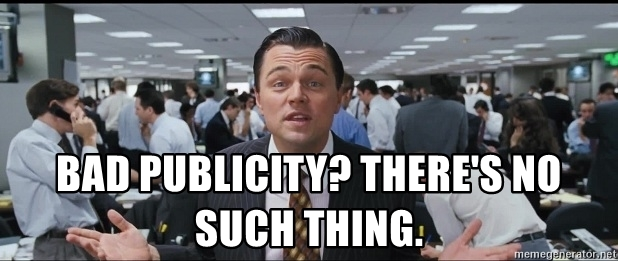 BAD PUBLICITY? THERE'S NO
SUCH THING.
memegenerator.net